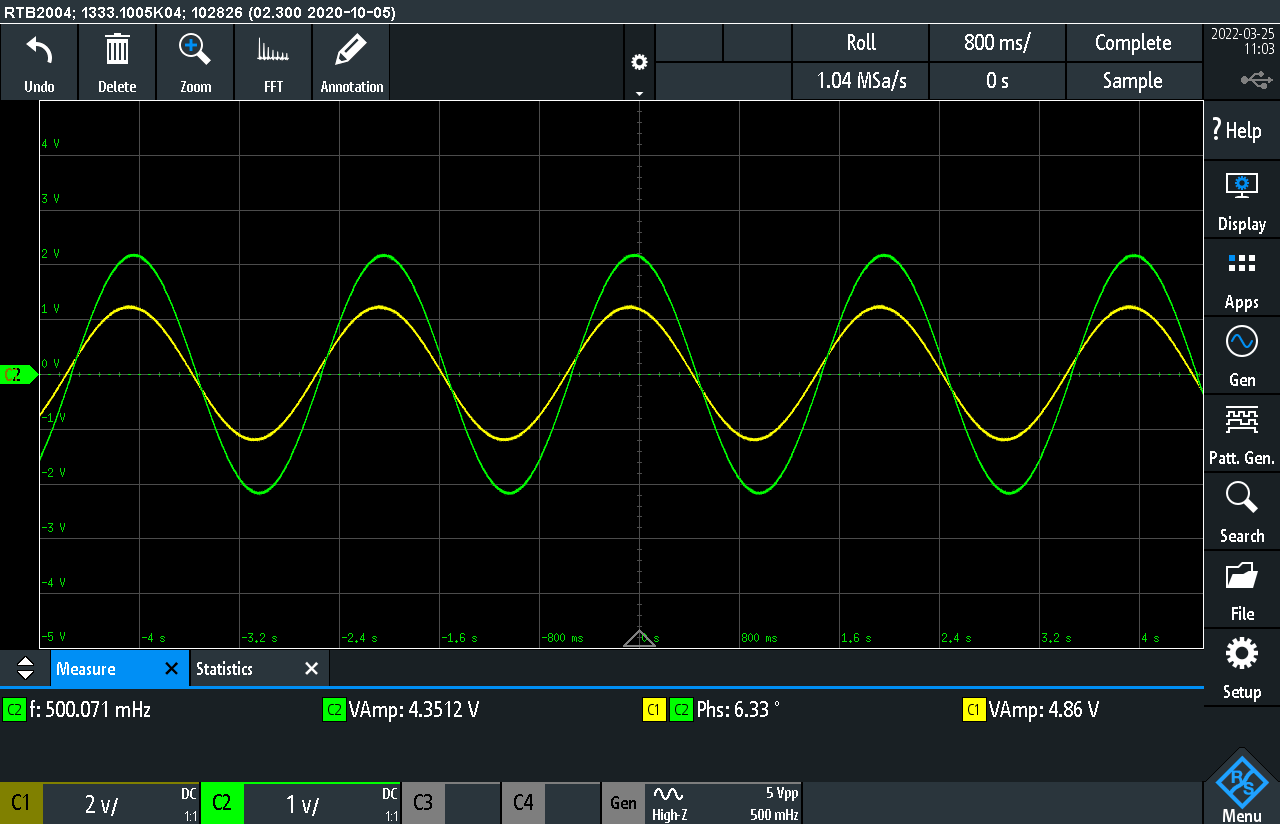 RTB2004; 1333.1005K04; 102826 (02.300 2020-10-05)
Undo
Delete
Zoom
FFT
Annotation
Roll
800 ms/
Complete
1.04 MSa/s
0 s
Sample
2022-03-25
11:03
? Help
Display
Apps
Gen
Patt. Gen.
Search
File
Setup
Menu
R&S
4 V
3 V
2 V
1 V
0 V
-1 V
-2 V
-3 V
-4 V
-5 V
C2
-4 s
-3.2 s
-2.4 s
-1.6 s
-800 ms
0 s
800 ms
1.6 s
2.4 s
3.2 s
4 s
Measure
Statistics
C2 f: 500.071 mHz
C2 VAmp: 4.3512 V
C1 C2 Phs: 6.33 °
C1 VAmp: 4.86 V
C1 2 V/ DC 1:1
C2 1 V/ DC 1:1
C3
C4
Gen High-Z 5 Vpp 500 mHz